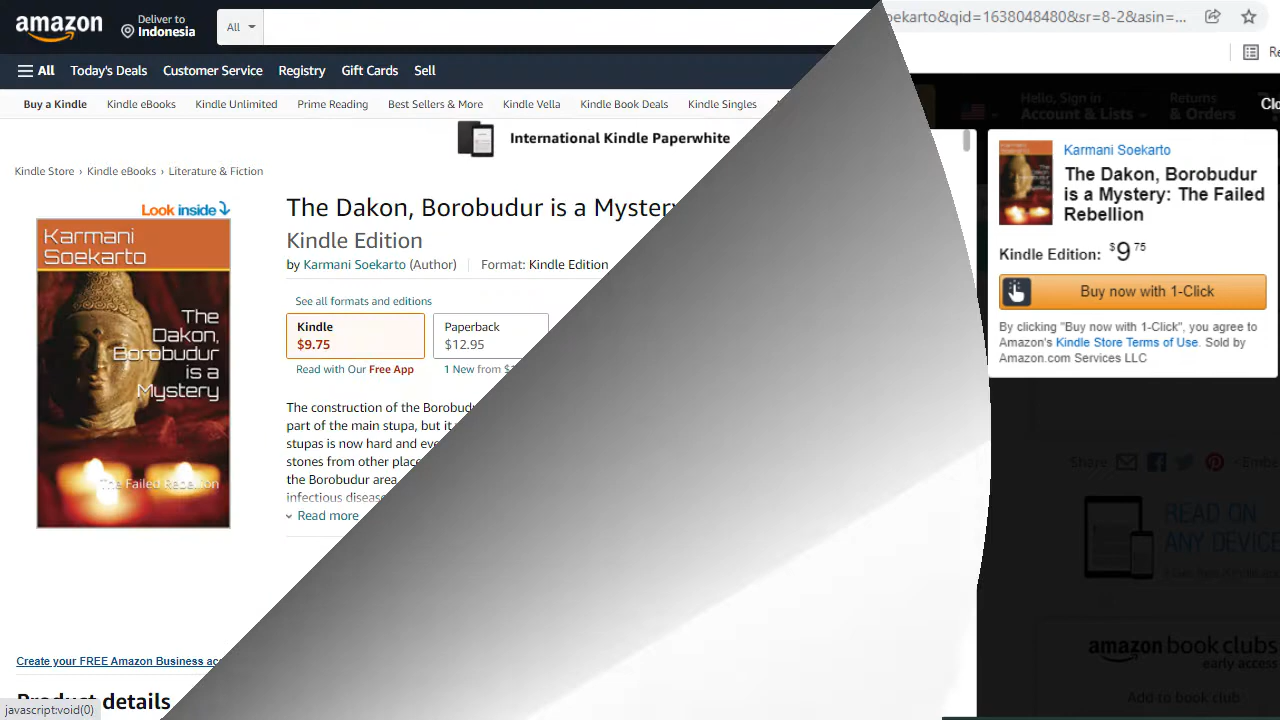 amazon
Deliver to
Indonesia
All
ekarto&qid=1638048480&sr=8-2&asin=...
All Today's Deals Customer Service Registry Gift Cards Sell
Hello, Sign in
Account & Lists
Returns
& Orders
Buy a Kindle Kindle eBooks Kindle Unlimited Prime Reading Best Sellers & More Kindle Vella Kindle Book Deals Kindle Singles
International Kindle Paperwhite
Kindle Store › Kindle eBooks › Literature & Fiction
Look inside
Karmani
Soekarto
The
Dakon,
Borobudur
is a
Mystery
The Failed Rebellion
The Dakon, Borobudur is a Mystery
Kindle Edition
by Karmani Soekarto (Author) Format: Kindle Edition
See all formats and editions
Kindle
$9.75
Read with Our Free App
Paperback
$12.95
1 New from
The construction of the
part of the main stupa, but it
stupas is now hard and
stones from other
the Borobudur area
infectious
Read more
Create your FREE Amazon Business
Product details
javascript:void(0)
Karmani Soekarto
The Dakon, Borobudur
is a Mystery: The Failed
Rebellion
Kindle Edition: $9 75
Buy now with 1-Click
By clicking "Buy now with 1-Click", you agree to
Amazon's Kindle Store Terms of Use. Sold by
Amazon.com Services LLC
Share
READ ON
ANY DEVICE
amazon book clubs
early access
Add to book club